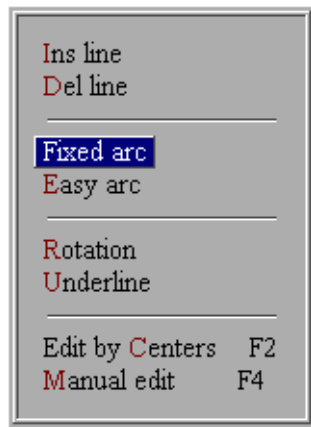 Ins line
Del line
Fixed arc
Easy arc
Rotation
Underline
Edit by Centers F2
Manual edit F4